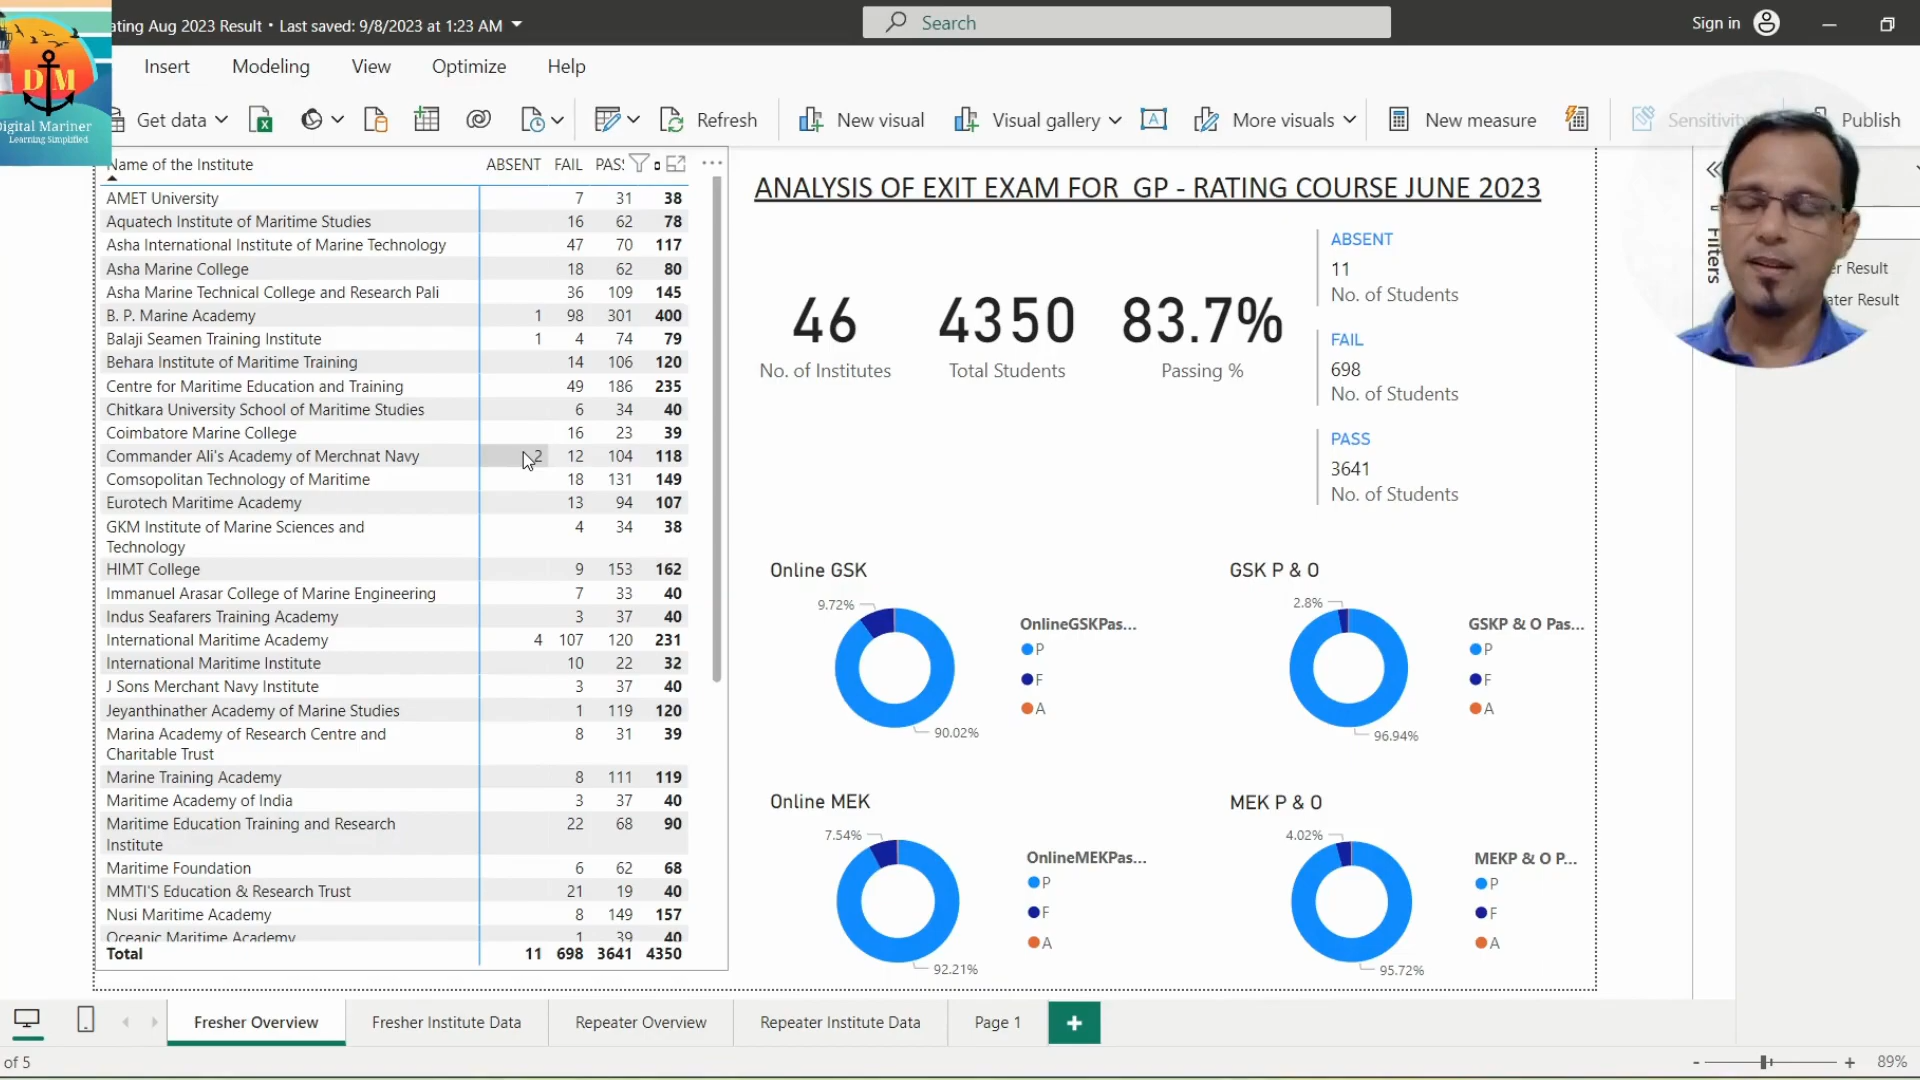 ating Aug 2023 Result • Last saved: 9/8/2023 at 1:23 AM
Search
Sign in
D M
Digital Mariner
Learning Simplified
Insert
Modeling
View
Optimize
Help
Get data
Refresh
New visual
Visual gallery
A
More visuals
New measure
Sensitivity
Publish
Name of the Institute ABSENT FAIL PAS
AMET University 7 31 38
Aquatech Institute of Maritime Studies 16 62 78
Asha International Institute of Marine Technology 47 70 117
Asha Marine College 18 62 80
Asha Marine Technical College and Research Pali 36 109 145
B. P. Marine Academy 1 98 301 400
Balaji Seamen Training Institute 1 4 74 79
Behara Institute of Maritime Training 14 106 120
Centre for Maritime Education and Training 49 186 235
Chitkara University School of Maritime Studies 6 34 40
Coimbatore Marine College 16 23 39
Commander Ali's Academy of Merchnat Navy 2 12 104 118
Comsopolitan Technology of Maritime 18 131 149
Eurotech Maritime Academy 13 94 107
GKM Institute of Marine Sciences and 4 34 38
Technology
HIMT College 9 153 162
Immanuel Arasar College of Marine Engineering 7 33 40
Indus Seafarers Training Academy 3 37 40
International Maritime Academy 4 107 120 231
International Maritime Institute 10 22 32
J Sons Merchant Navy Institute 3 37 40
Jeyanthinather Academy of Marine Studies 1 119 120
Marina Academy of Research Centre and 8 31 39
Charitable Trust
Marine Training Academy 8 111 119
Maritime Academy of India 3 37 40
Maritime Education Training and Research 22 68 90
Institute
Maritime Foundation 6 62 68
MMTI'S Education & Research Trust 21 19 40
Nusi Maritime Academy 8 149 157
Oceanic Maritime Academy 1 39 40
Total 11 698 3641 4350
ANALYSIS OF EXIT EXAM FOR GP - RATING COURSE JUNE 2023
46
No. of Institutes
4350
Total Students
83.7%
Passing %
ABSENT
11
No. of Students
FAIL
698
No. of Students
PASS
3641
No. of Students
Online GSK
9.72%
90.02%
OnlineGSKPas...
P
F
A
GSK P & O
2.8%
96.94%
GSKP & O Pas...
P
F
A
Online MEK
7.54%
92.21%
OnlineMEKPas...
P
F
A
MEK P & O
4.02%
95.72%
MEKP & O P...
P
F
A
Filters
er Result
ater Result
Fresher Overview
Fresher Institute Data
Repeater Overview
Repeater Institute Data
Page 1
+
of 5
- + 89%